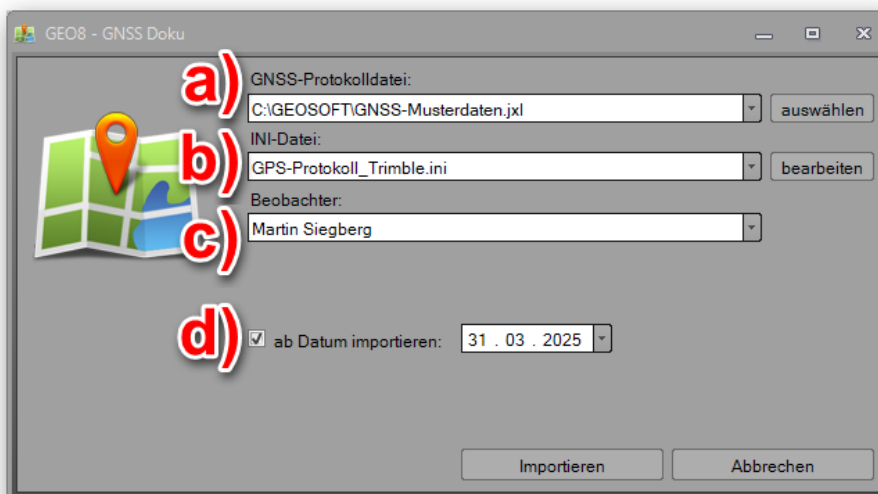 GEO8 - GNSS Doku
a) GNSS-Protokolldatei:
C:\GEOSOFT\GNSS-Musterdaten.jxl auswählen
b) INI-Datei:
GPS-Protokoll_Trimble.ini bearbeiten
c) Beobachter:
Martin Siegberg
d) ab Datum importieren: 31 . 03 . 2025
Importieren Abbrechen